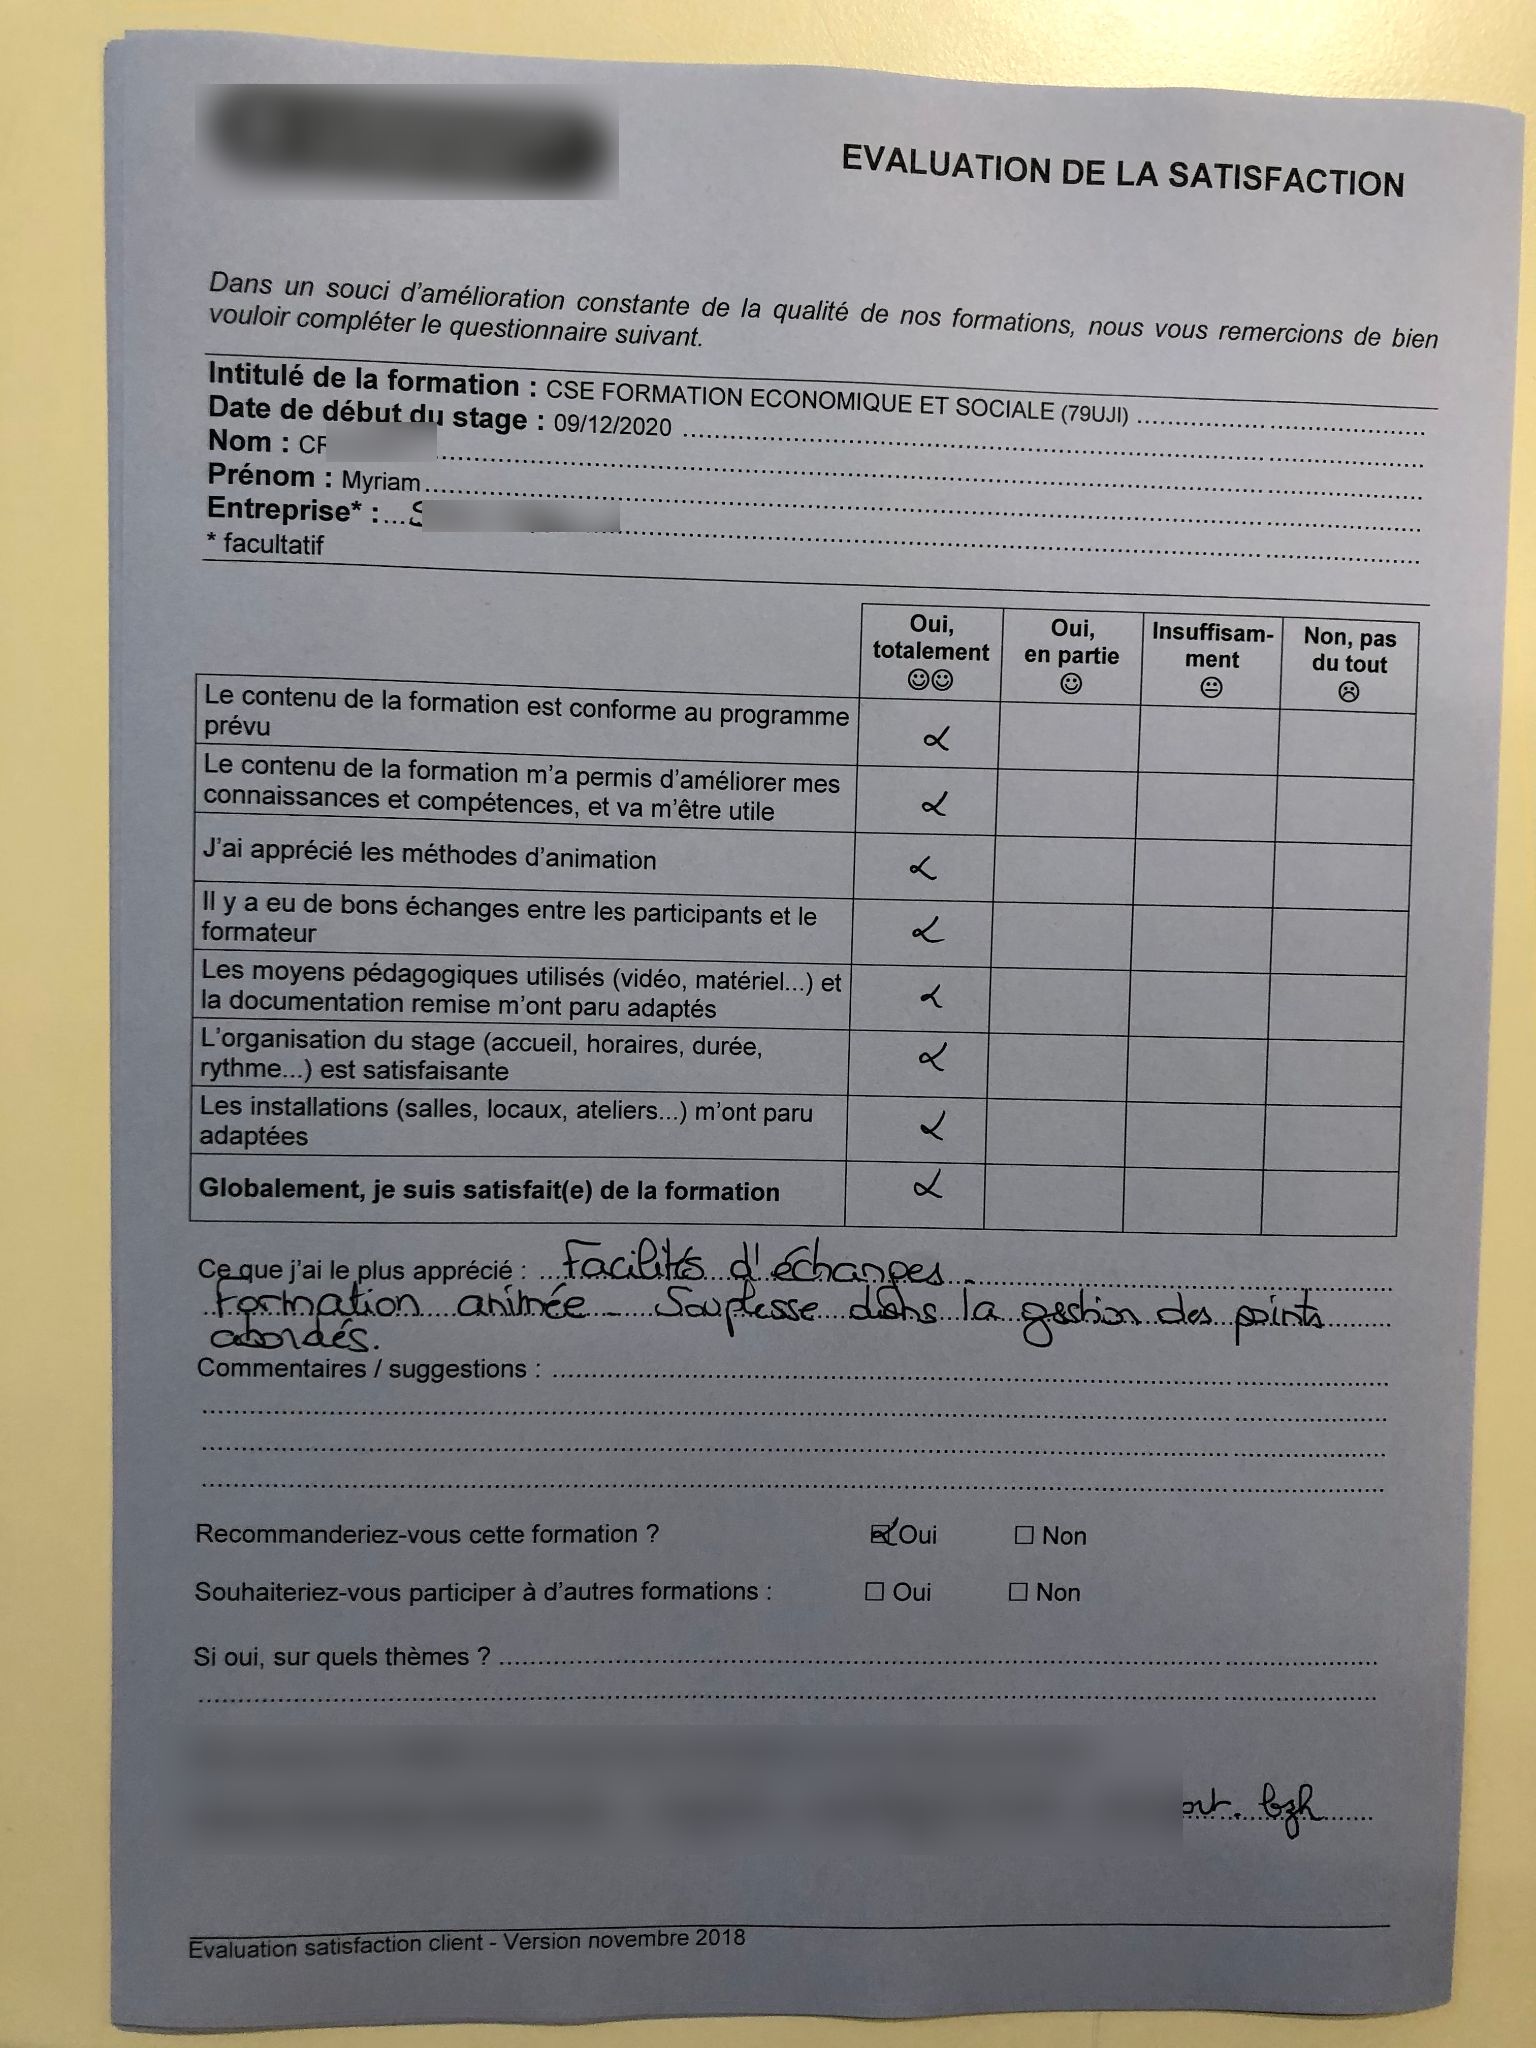 EVALUATION DE LA SATISFACTION
Dans un souci d'amélioration constante de la qualité de nos formations, nous vous remercions de bien
vouloir compléter le questionnaire suivant.
Intitulé de la formation : CSE FORMATION ECONOMIQUE ET SOCIALE (79UJI)
Date de début du stage : 09/12/2020
Nom :
Prénom : Myriam
Entreprise* :
* facultatif
Oui, totalement ☺☺
Oui, en partie ☺
Insuffisam-ment 😐
Non, pas du tout ☹
Le contenu de la formation est conforme au programme
prévu
Le contenu de la formation m'a permis d'améliorer mes
connaissances et compétences, et va m'être utile
J'ai apprécié les méthodes d'animation
Il y a eu de bons échanges entre les participants et le
formateur
Les moyens pédagogiques utilisés (vidéo, matériel...) et
la documentation remise m'ont paru adaptés
L'organisation du stage (accueil, horaires, durée,
rythme...) est satisfaisante
Les installations (salles, locaux, ateliers...) m'ont paru
adaptées
Globalement, je suis satisfait(e) de la formation
Ce que j'ai le plus apprécié : Facilités d'échanges -
Formation animée - Souplesse dans la gestion des points
abordés.
Commentaires / suggestions :
Recommanderiez-vous cette formation ? ☒ Oui ☐ Non
Souhaiteriez-vous participer à d'autres formations : ☐ Oui ☐ Non
Si oui, sur quels thèmes ?
ort.bzh
Evaluation satisfaction client - Version novembre 2018